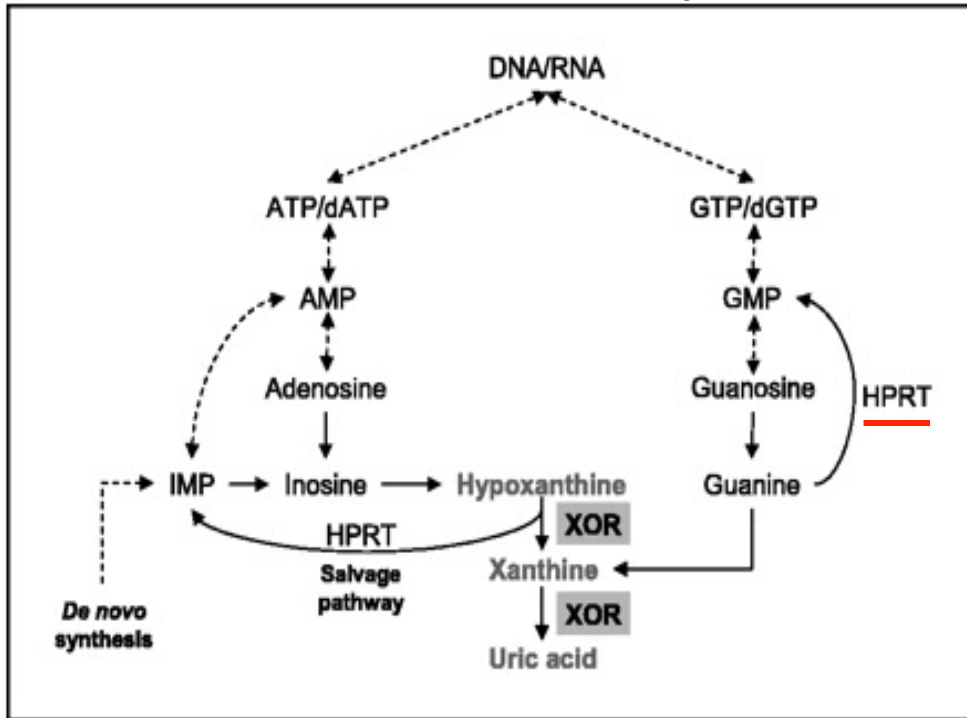 DNA/RNA
ATP/dATP GTP/dGTP
AMP GMP
Adenosine Guanosine HPRT
IMP Inosine Hypoxanthine Guanine
HPRT XOR
Salvage
pathway
Xanthine
De novo
synthesis
XOR
Uric acid